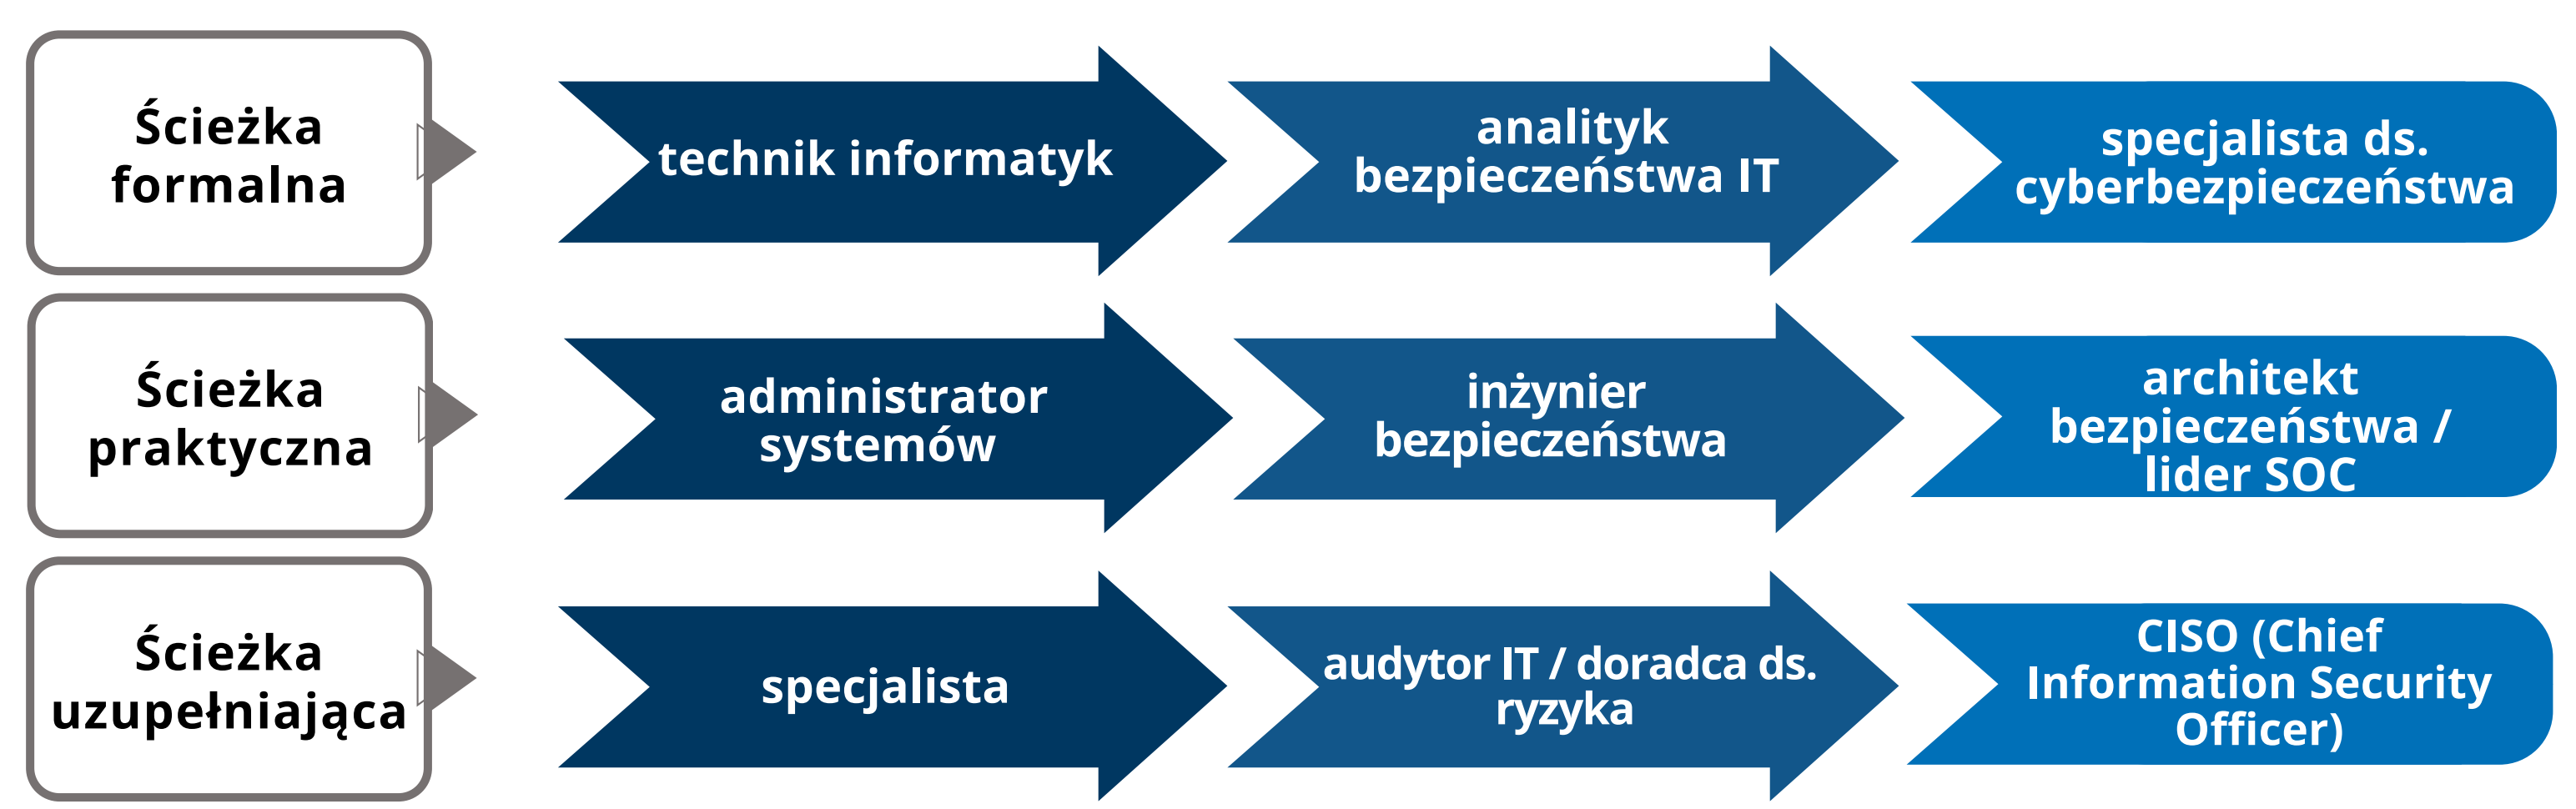 Ścieżka
formalna
technik informatyk
analityk
bezpieczeństwa IT
specjalista ds.
cyberbezpieczeństwa
Ścieżka
praktyczna
administrator
systemów
inżynier
bezpieczeństwa
architekt
bezpieczeństwa /
lider SOC
Ścieżka
uzupełniająca
specjalista
audytor IT / doradca ds.
ryzyka
CISO (Chief
Information Security
Officer)